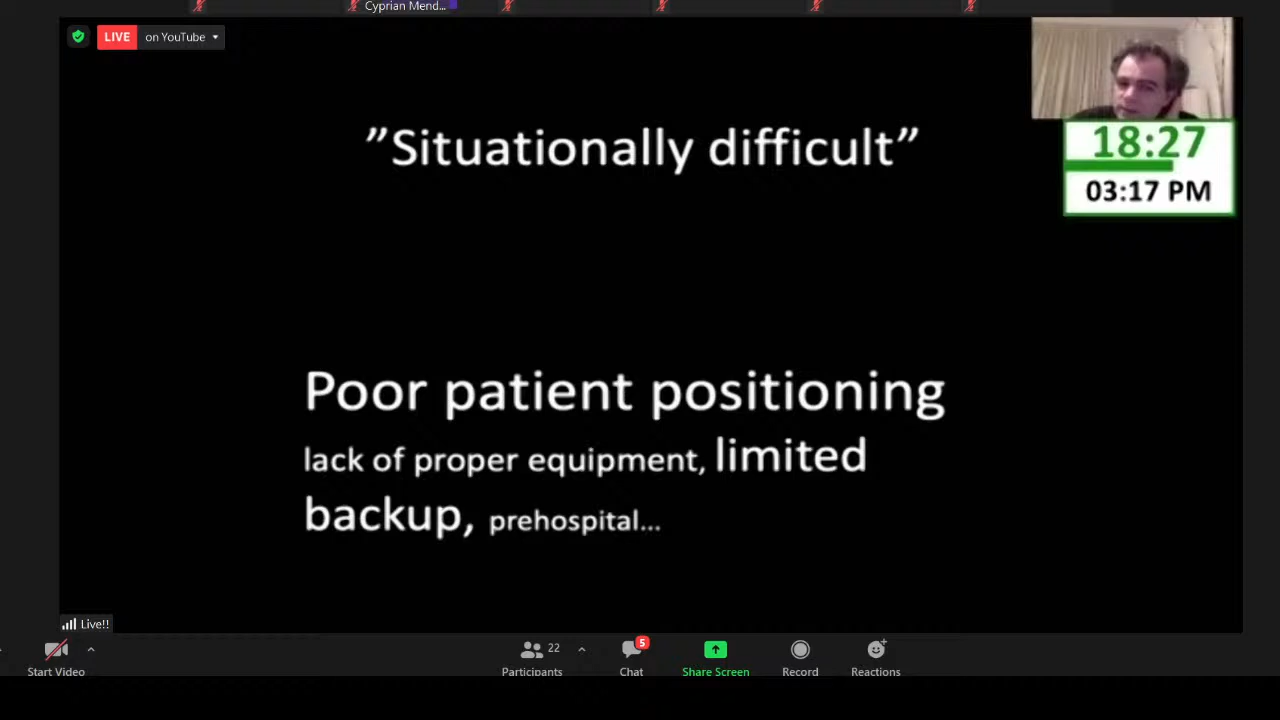 Cyprian Mend...
LIVE on YouTube
”Situationally difficult”
18:27
03:17 PM
Poor patient positioning
lack of proper equipment, limited
backup, prehospital...
Live!!
22
5
Start Video
Participants
Chat
Share Screen
Record
Reactions